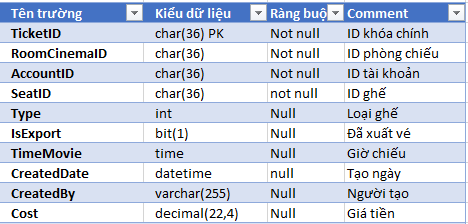 Tên trường Kiểu dữ liệu Ràng buộ Comment
TicketID char(36) PK Not null ID khóa chính
RoomCinemaID char(36) Not null ID phòng chiếu
AccountID char(36) Not null ID tài khoản
SeatID char(36) not null ID ghế
Type int Null Loại ghế
IsExport bit(1) Null Đã xuất vé
TimeMovie time Null Giờ chiếu
CreatedDate datetime null Tạo ngày
CreatedBy varchar(255) Null Người tạo
Cost decimal(22,4) Null Giá tiền